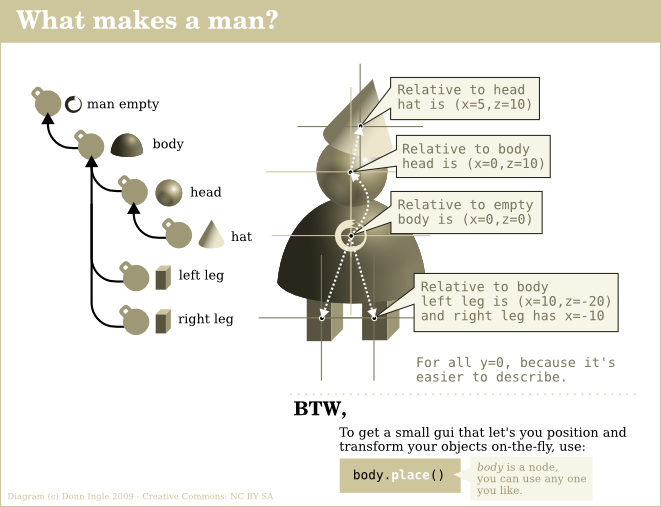 What makes a man?
man empty
body
head
hat
left leg
right leg
Relative to head
hat is (x=5,z=10)
Relative to body
head is (x=0,z=10)
Relative to empty
body is (x=0,z=0)
Relative to body
left leg is (x=10,z=-20)
and right leg has x=-10
For all y=0, because it's
easier to describe.
BTW,
To get a small gui that let's you position and
transform your objects on-the-fly, use:
body.place()
body is a node,
you can use any one
you like.
Diagram (c) Donn Ingle 2009 - Creative Commons: NC BY SA